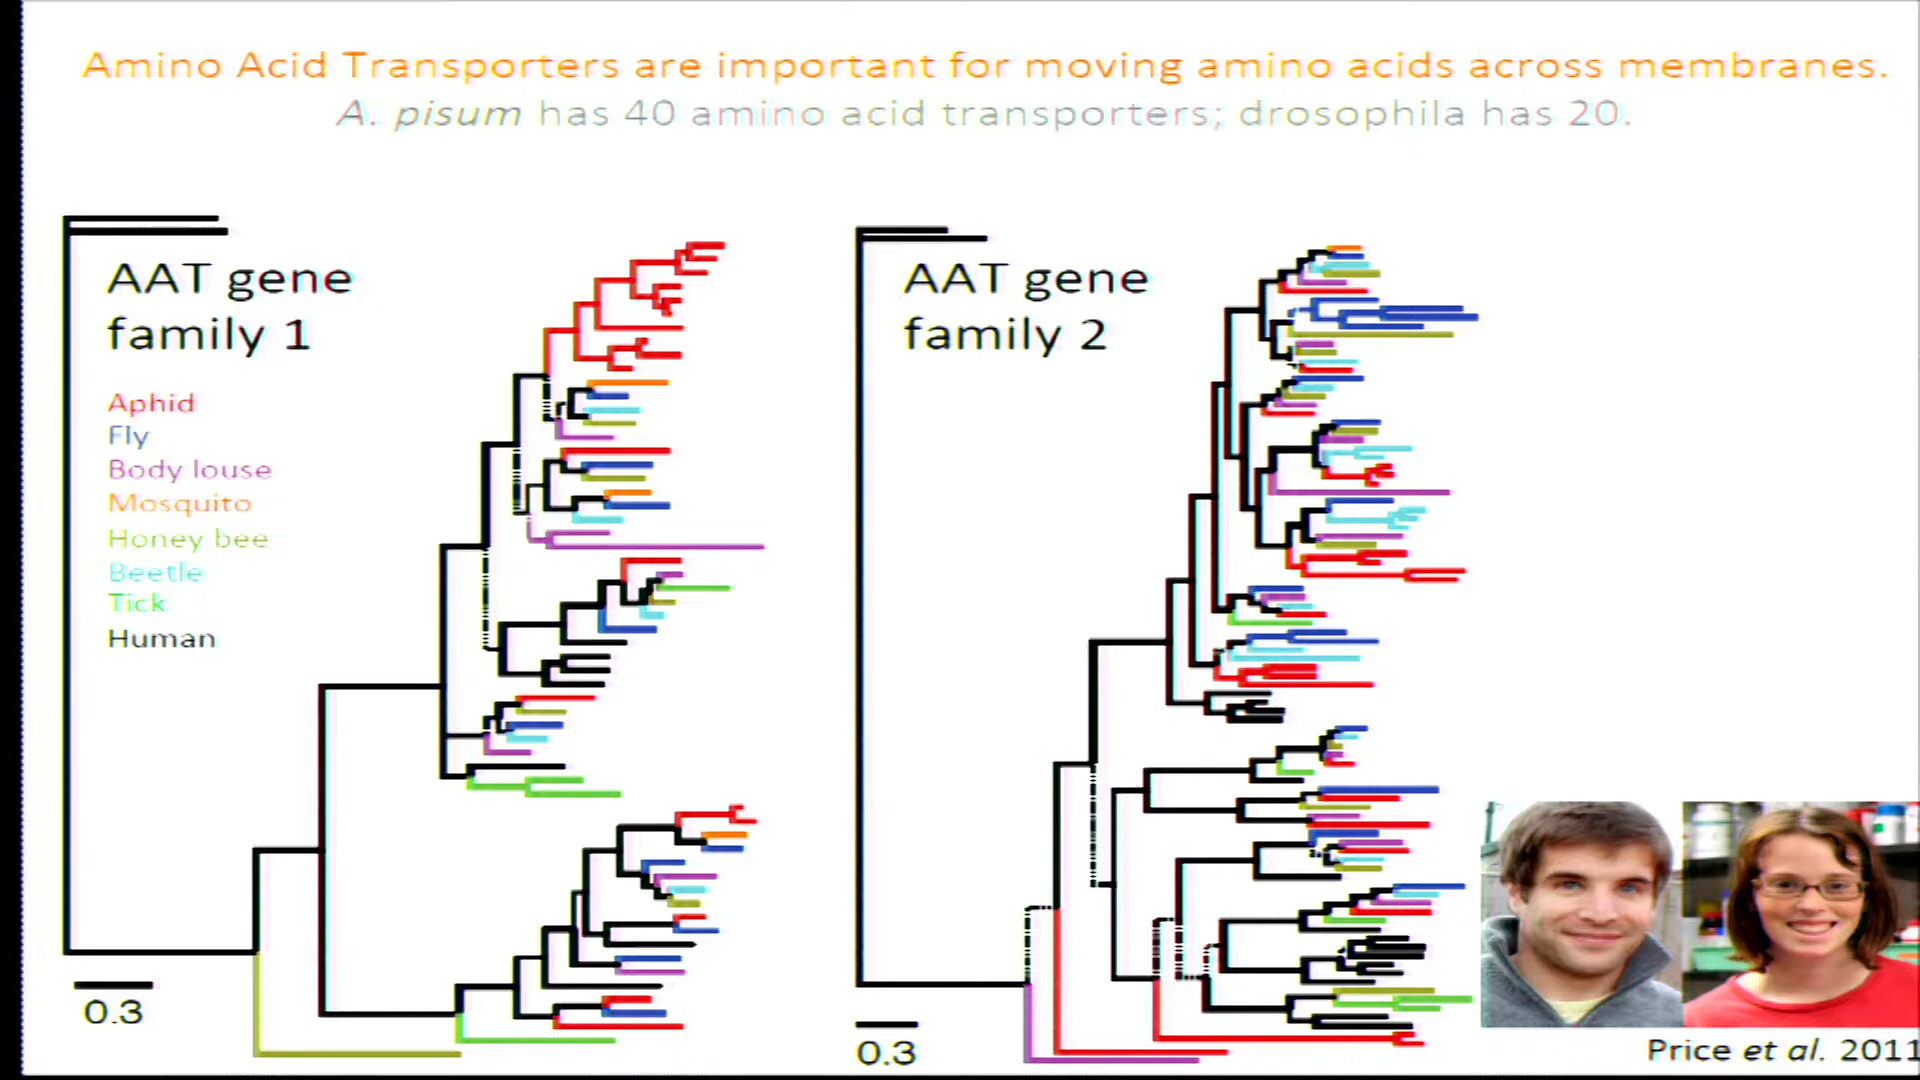 Amino Acid Transporters are important for moving amino acids across membranes.
A. pisum has 40 amino acid transporters; drosophila has 20.
AAT gene
family 1
Aphid
Fly
Body louse
Mosquito
Honey bee
Beetle
Tick
Human
0.3
AAT gene
family 2
0.3
Price et al. 2011